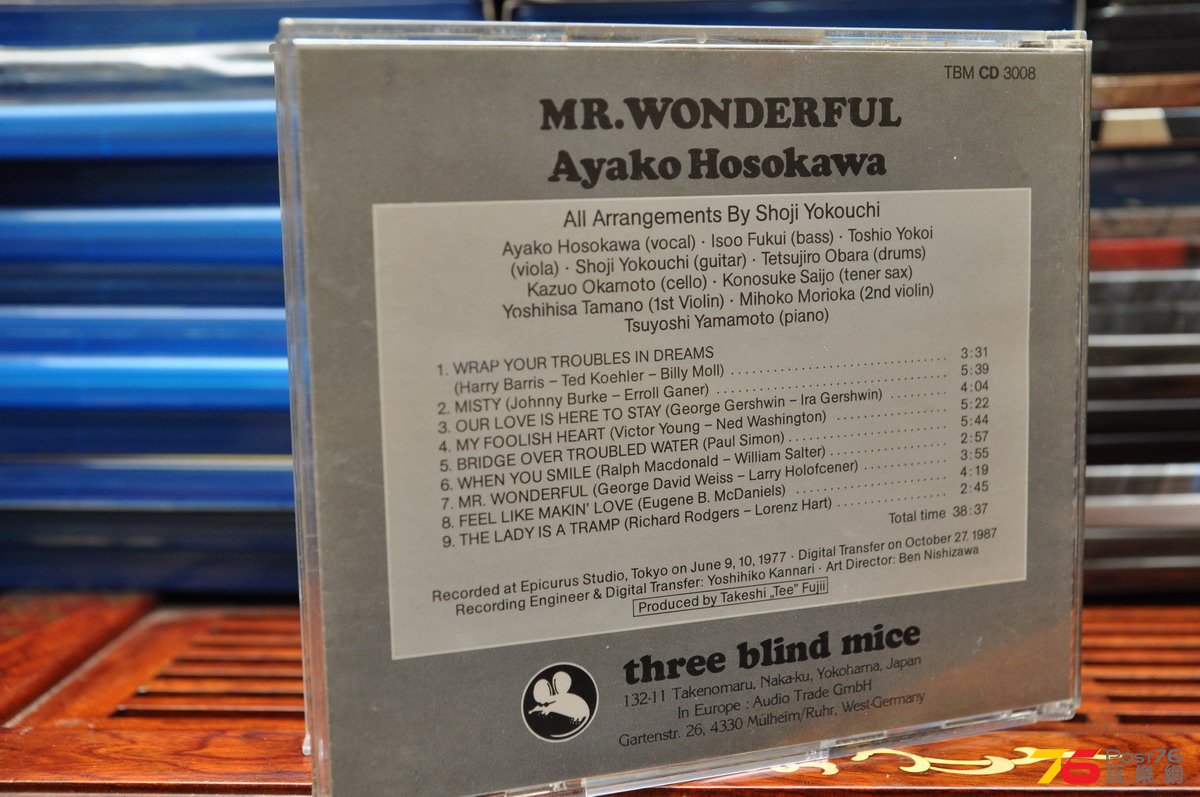 TBM CD 3008
MR. WONDERFUL
Ayako Hosokawa
All Arrangements By Shoji Yokouchi
Ayako Hosokawa (vocal) · Isoo Fukui (bass) · Toshio Yokoi
(viola) · Shoji Yokouchi (guitar) · Tetsujiro Obara (drums)
Kazuo Okamoto (cello) · Konosuke Saijo (tener sax)
Yoshihisa Tamano (1st Violin) · Mihoko Morioka (2nd violin)
Tsuyoshi Yamamoto (piano)
1. WRAP YOUR TROUBLES IN DREAMS
(Harry Barris – Ted Koehler – Billy Moll) 3:31
2. MISTY (Johnny Burke – Erroll Ganer) 5:39
3. OUR LOVE IS HERE TO STAY (George Gershwin – Ira Gershwin) 4:04
4. MY FOOLISH HEART (Victor Young – Ned Washington) 5:22
5. BRIDGE OVER TROUBLED WATER (Paul Simon) 5:44
6. WHEN YOU SMILE (Ralph Macdonald – William Salter) 2:57
7. MR. WONDERFUL (George David Weiss – Larry Holofcener) 3:55
8. FEEL LIKE MAKIN' LOVE (Eugene B. McDaniels) 4:19
9. THE LADY IS A TRAMP (Richard Rodgers – Lorenz Hart) 2:45
Total time 38:37
Recorded at Epicurus Studio, Tokyo on June 9, 10, 1977 · Digital Transfer on October 27. 1987
Recording Engineer & Digital Transfer: Yoshihiko Kannari · Art Director: Ben Nishizawa
Produced by Takeshi „Tee" Fujii
three blind mice
132-11 Takenomaru, Naka-ku, Yokohama, Japan
In Europe : Audio Trade GmbH
Gartenstr. 26, 4330 Mülheim/Ruhr, West-Germany
76 Post76
玩樂網